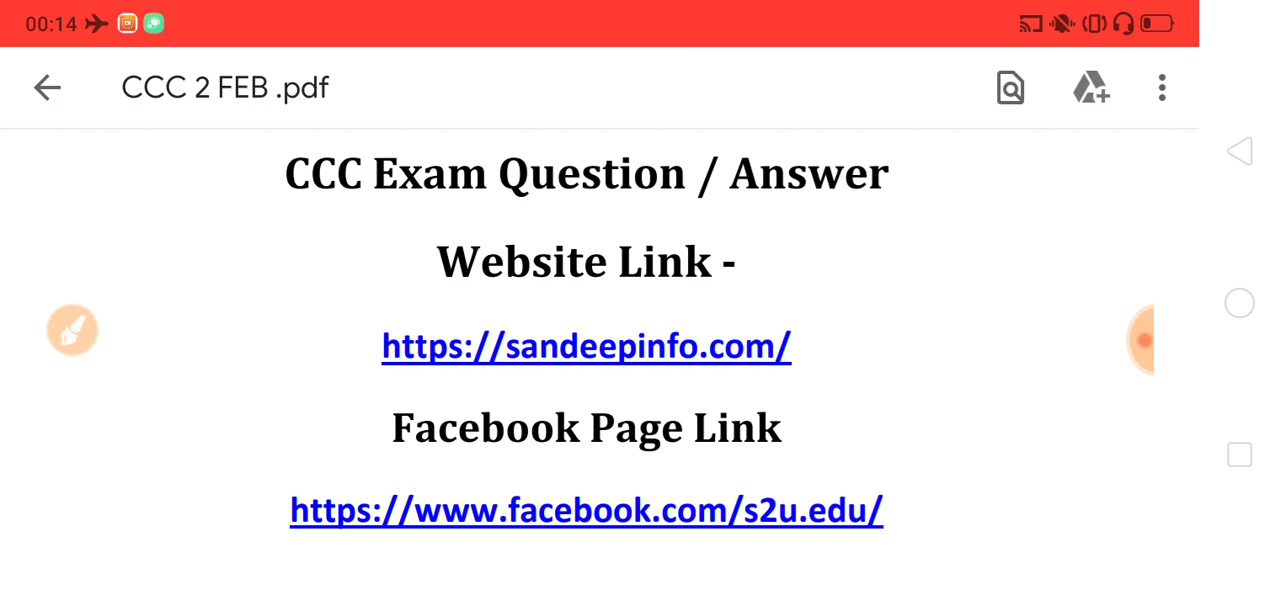 00:14
CCC 2 FEB .pdf
CCC Exam Question / Answer
Website Link -
https://sandeepinfo.com/
Facebook Page Link
https://www.facebook.com/s2u.edu/